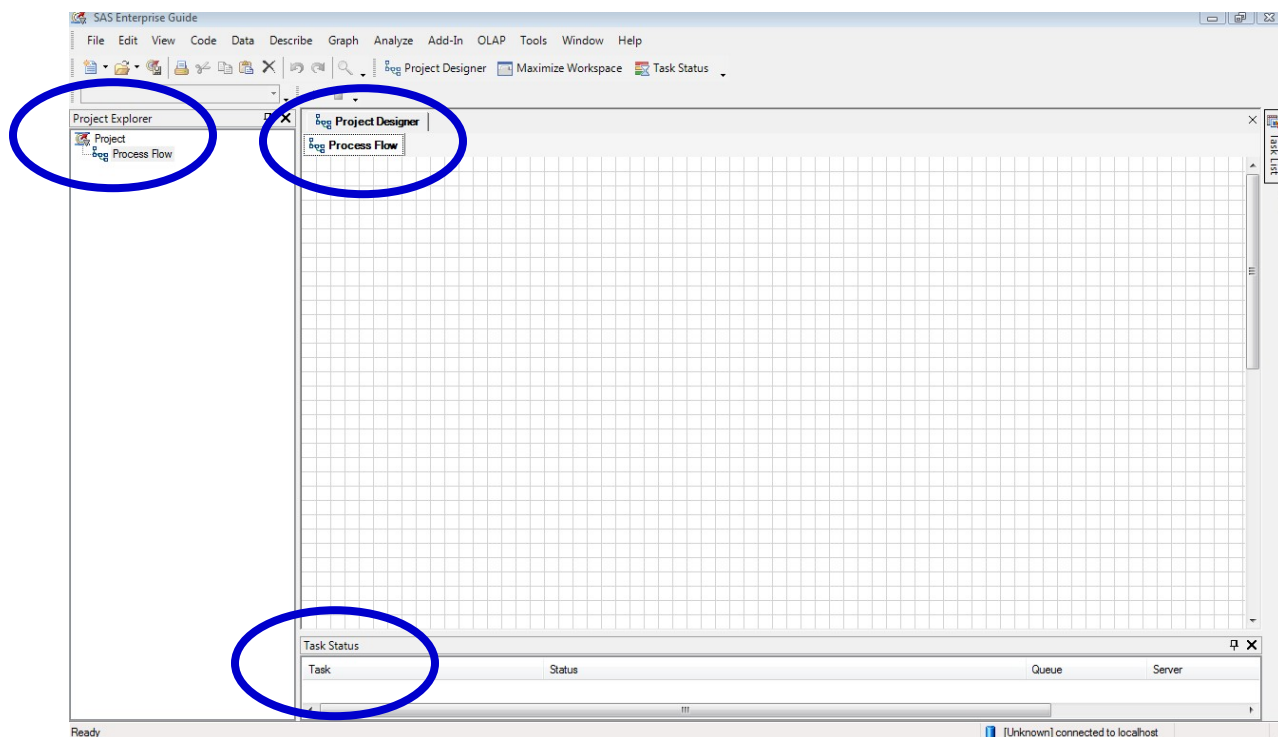 SAS Enterprise Guide
File Edit View Code Data Describe Graph Analyze Add-In OLAP Tools Window Help
Project Designer Maximize Workspace Task Status
Project Explorer
Project Designer
Task List
Project
Process Flow
Process Flow
Task Status
Task Status Queue Server
Ready [Unknown] connected to localhost